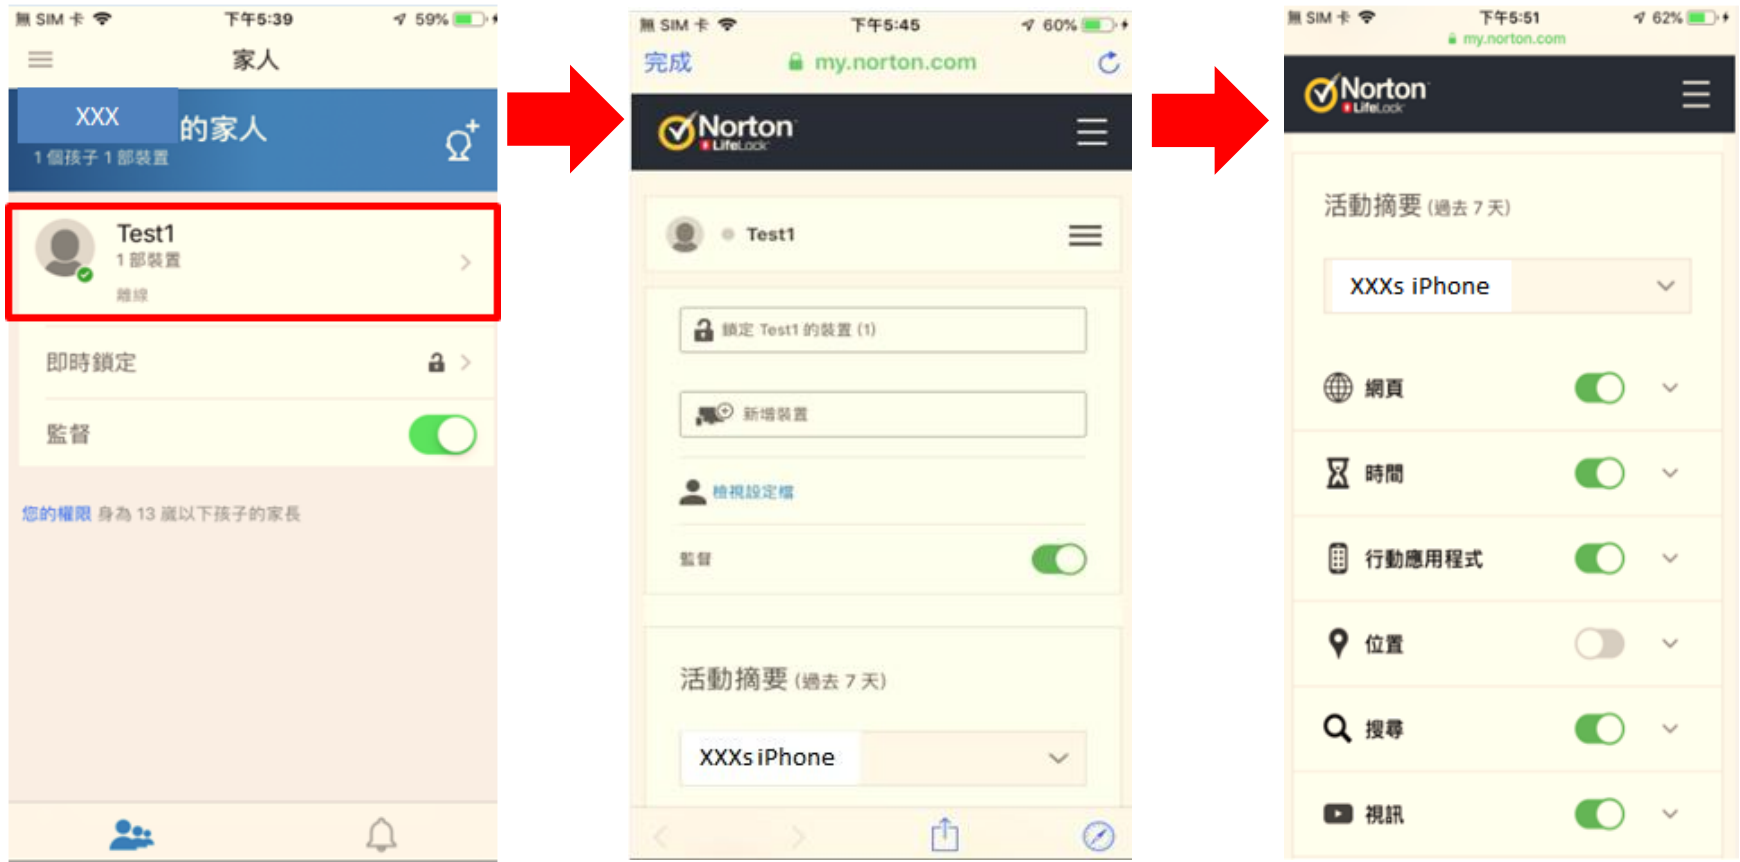 無 SIM 卡
下午5:39
59%
家人
XXX
的家人
1 個孩子 1 部裝置
Test1
1 部裝置
離線
即時鎖定
監督
您的權限 身為 13 歲以下孩子的家長
無 SIM 卡
下午5:45
60%
完成
my.norton.com
Norton
LifeLock
Test1
鎖定 Test1 的裝置 (1)
新增裝置
檢視設定檔
監督
活動摘要 (過去 7 天)
XXXs iPhone
無 SIM 卡
下午5:51
62%
my.norton.com
Norton
LifeLock
活動摘要 (過去 7 天)
XXXs iPhone
網頁
時間
行動應用程式
位置
搜尋
視訊